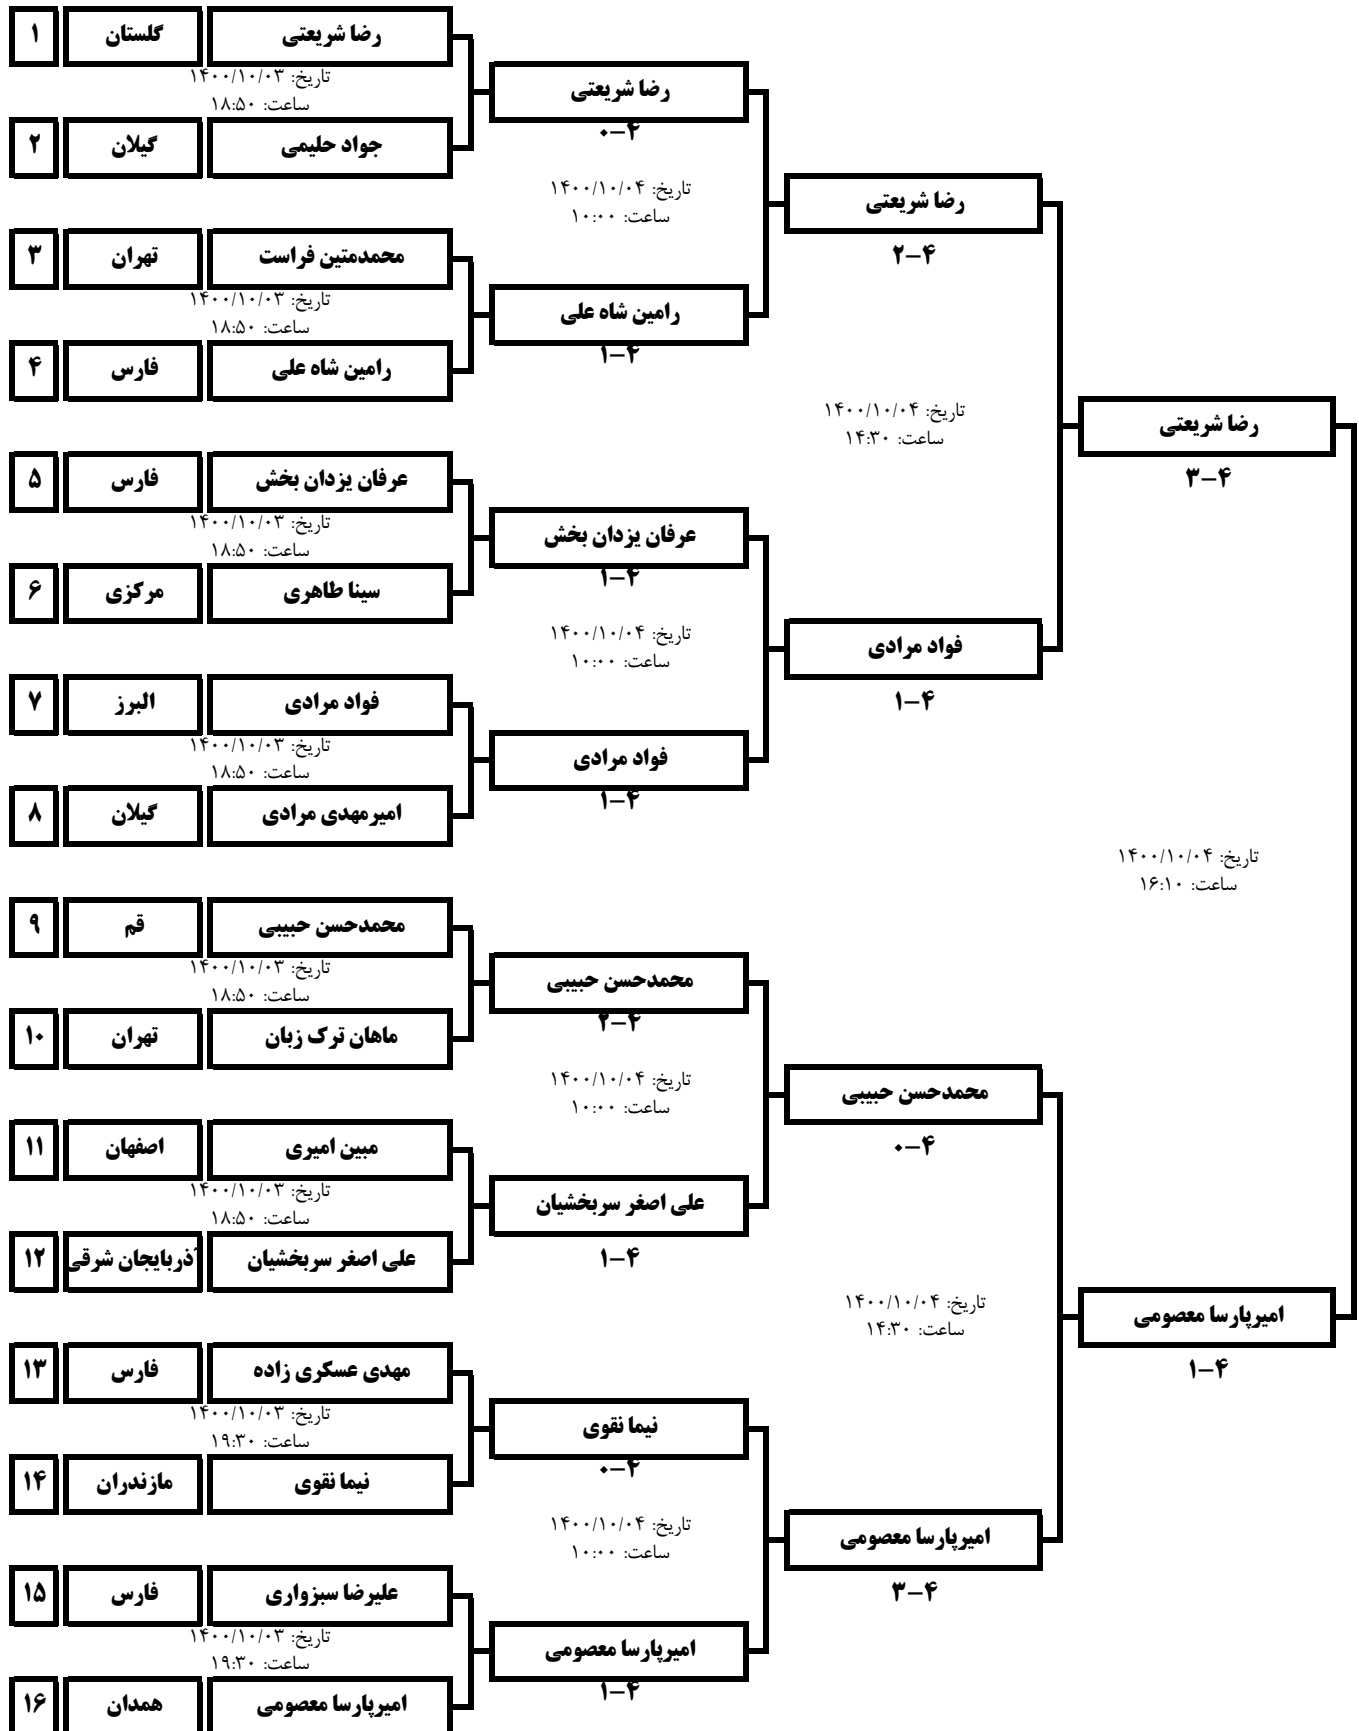 ۱ گلستان رضا شریعتی
تاریخ: ۱۴۰۰/۱۰/۰۳
ساعت: ۱۸:۵۰
۲ گیلان جواد حلیمی
رضا شریعتی
۴-۰
تاریخ: ۱۴۰۰/۱۰/۰۴
ساعت: ۱۰:۰۰
۳ تهران محمدمتین فراست
تاریخ: ۱۴۰۰/۱۰/۰۳
ساعت: ۱۸:۵۰
۴ فارس رامین شاه علی
رامین شاه علی
۴-۱
رضا شریعتی
۴-۲
تاریخ: ۱۴۰۰/۱۰/۰۴
ساعت: ۱۴:۳۰
۵ فارس عرفان یزدان بخش
تاریخ: ۱۴۰۰/۱۰/۰۳
ساعت: ۱۸:۵۰
۶ مرکزی سینا طاهری
عرفان یزدان بخش
۴-۱
تاریخ: ۱۴۰۰/۱۰/۰۴
ساعت: ۱۰:۰۰
۷ البرز فواد مرادی
تاریخ: ۱۴۰۰/۱۰/۰۳
ساعت: ۱۸:۵۰
۸ گیلان امیرمهدی مرادی
فواد مرادی
۴-۱
فواد مرادی
۴-۱
رضا شریعتی
۴-۳
تاریخ: ۱۴۰۰/۱۰/۰۴
ساعت: ۱۶:۱۰
۹ قم محمدحسن حبیبی
تاریخ: ۱۴۰۰/۱۰/۰۳
ساعت: ۱۸:۵۰
۱۰ تهران ماهان ترک زبان
محمدحسن حبیبی
۴-۲
تاریخ: ۱۴۰۰/۱۰/۰۴
ساعت: ۱۰:۰۰
۱۱ اصفهان مبین امیری
تاریخ: ۱۴۰۰/۱۰/۰۳
ساعت: ۱۸:۵۰
۱۲ آذربایجان شرقی علی اصغر سربخشیان
علی اصغر سربخشیان
۴-۱
محمدحسن حبیبی
۴-۰
تاریخ: ۱۴۰۰/۱۰/۰۴
ساعت: ۱۴:۳۰
۱۳ فارس مهدی عسکری زاده
تاریخ: ۱۴۰۰/۱۰/۰۳
ساعت: ۱۹:۳۰
۱۴ مازندران نیما نقوی
نیما نقوی
۴-۰
تاریخ: ۱۴۰۰/۱۰/۰۴
ساعت: ۱۰:۰۰
۱۵ فارس علیرضا سبزواری
تاریخ: ۱۴۰۰/۱۰/۰۳
ساعت: ۱۹:۳۰
۱۶ همدان امیرپارسا معصومی
امیرپارسا معصومی
۴-۱
امیرپارسا معصومی
۴-۳
امیرپارسا معصومی
۴-۱